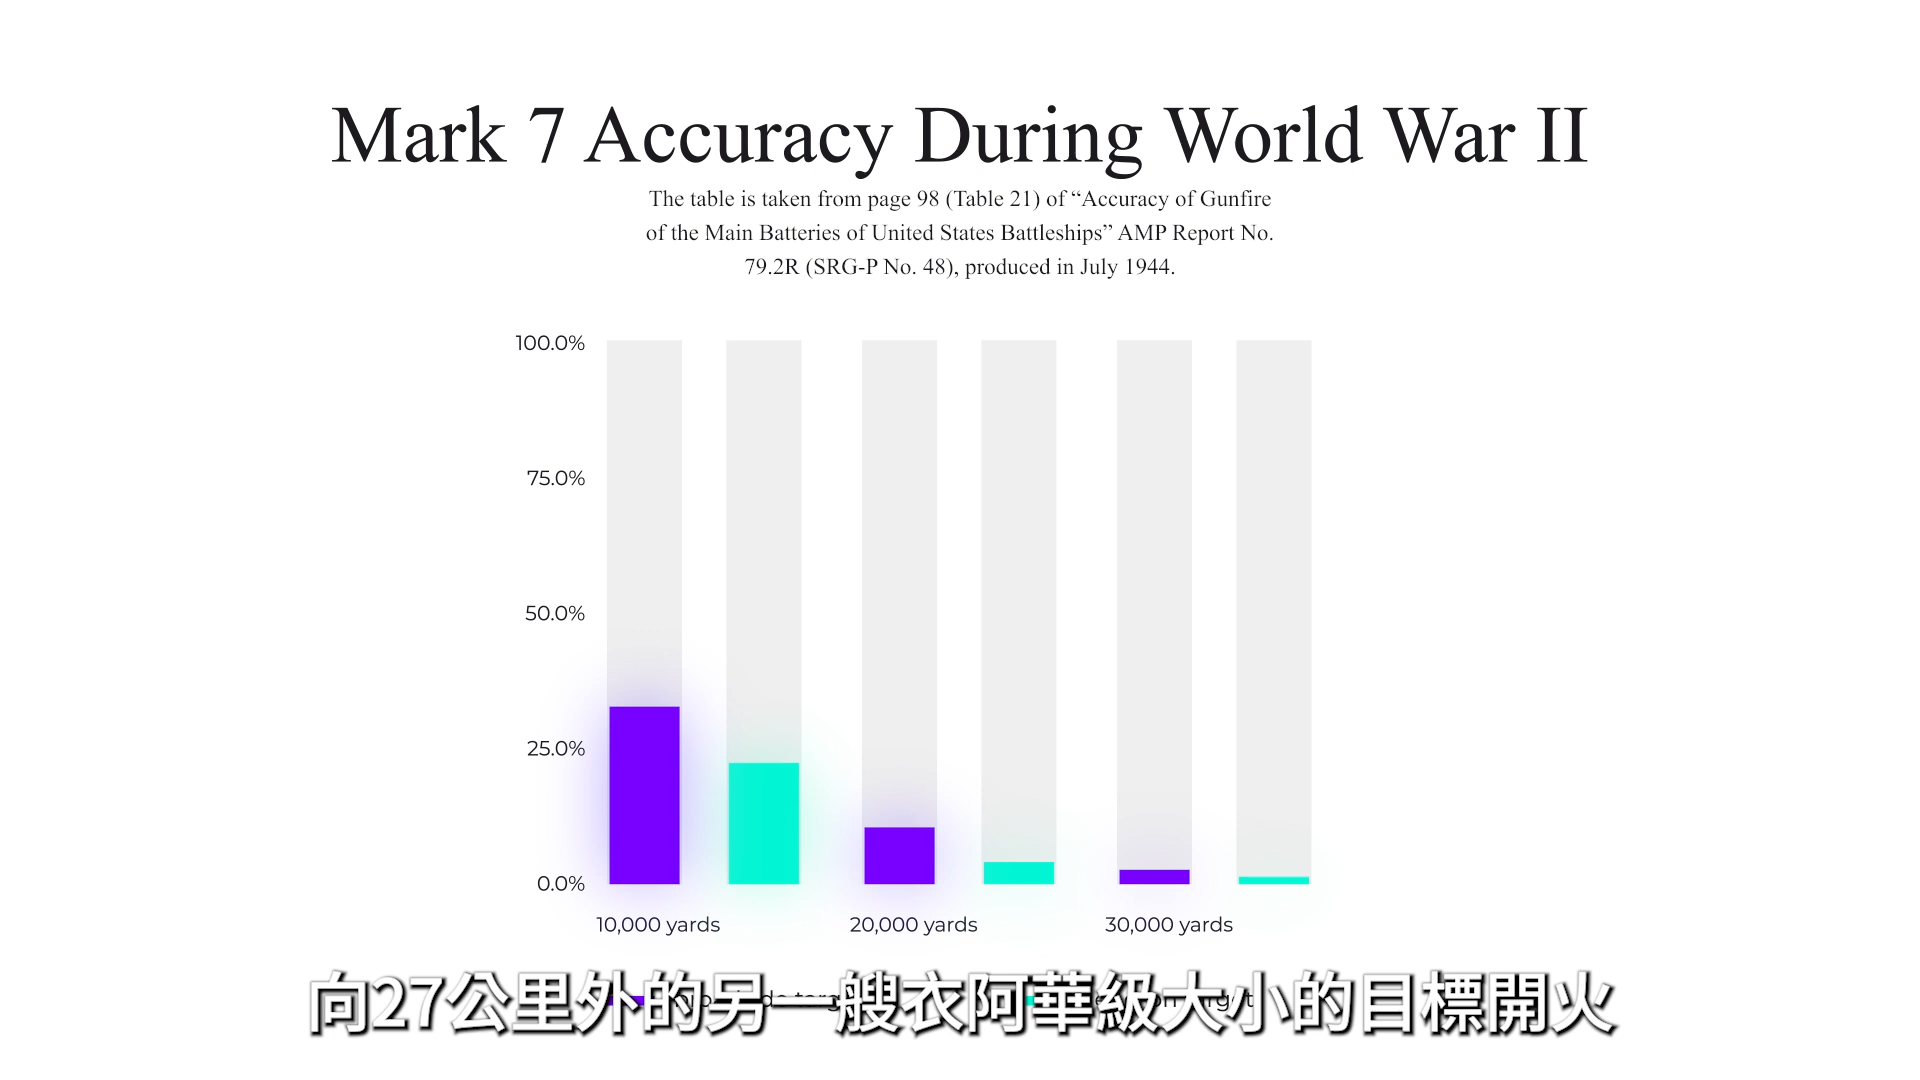 Mark 7 Accuracy During World War II
The table is taken from page 98 (Table 21) of “Accuracy of Gunfire
of the Main Batteries of United States Battleships” AMP Report No.
79.2R (SRG-P No. 48), produced in July 1944.
100.0%
75.0%
50.0%
25.0%
0.0%
10,000 yards
20,000 yards
30,000 yards
向27公里外的另一艘衣阿華級大小的目標開火